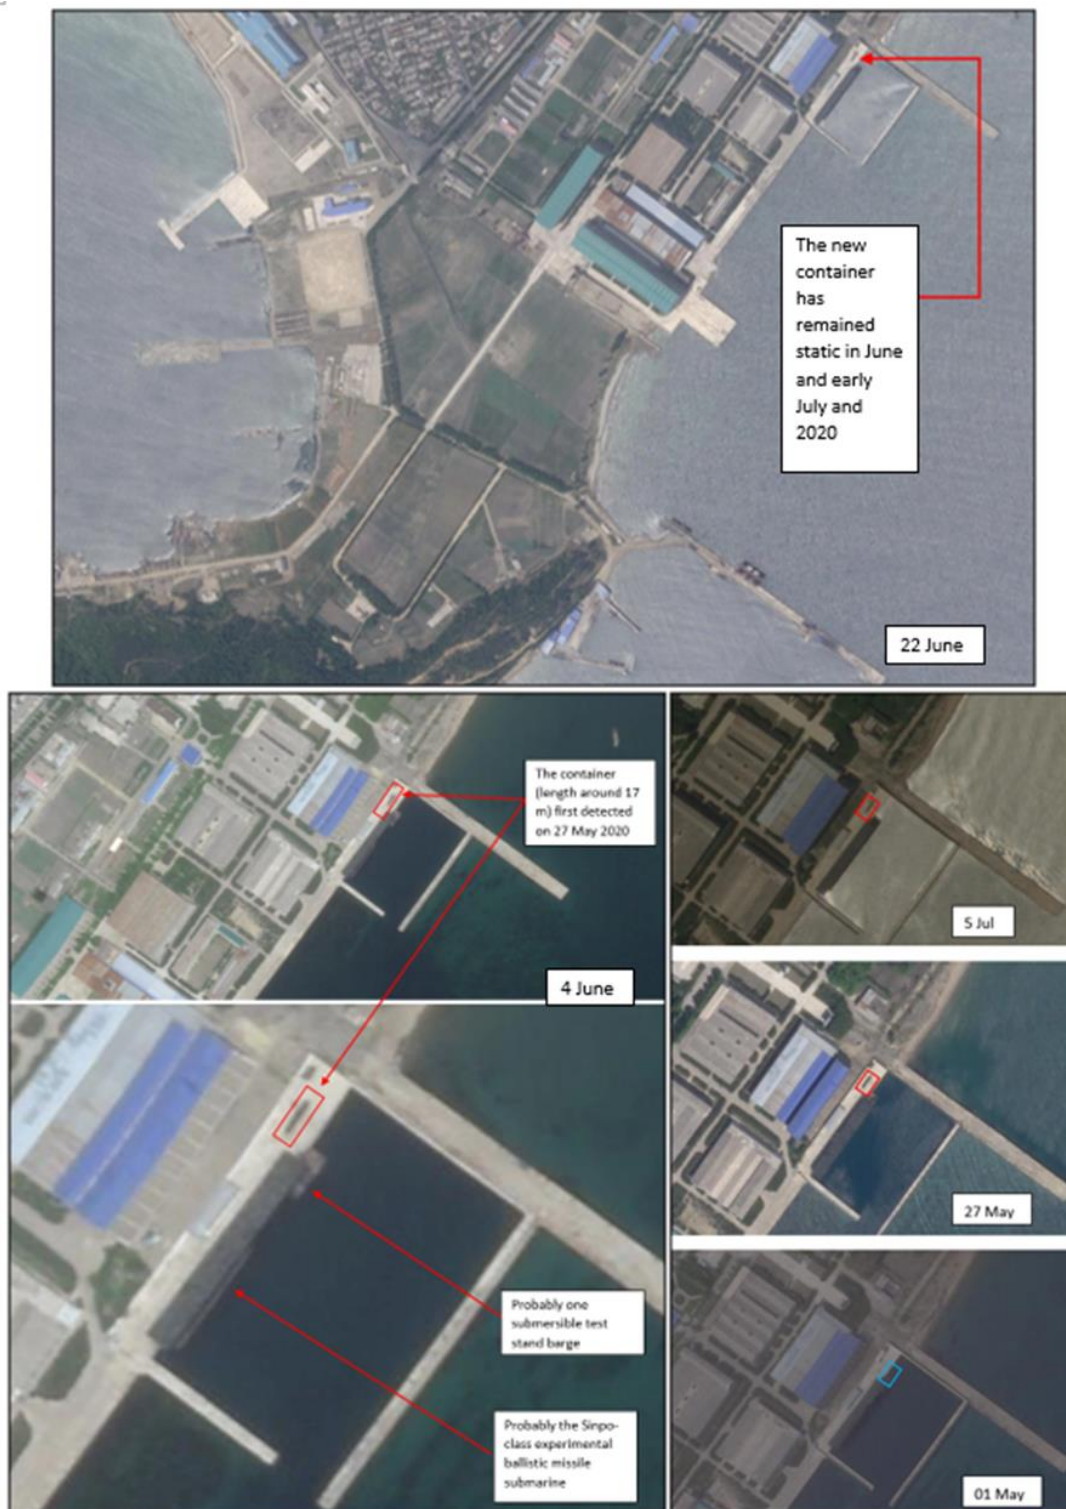 The new
container
has
remained
static in June
and early
July and
2020
22 June
The container
(length around 17
m) first detected
on 27 May 2020
4 June
5 Jul
27 May
Probably one
submersible test
stand barge
Probably the Sinpo-
class experimental
ballistic missile
submarine
01 May